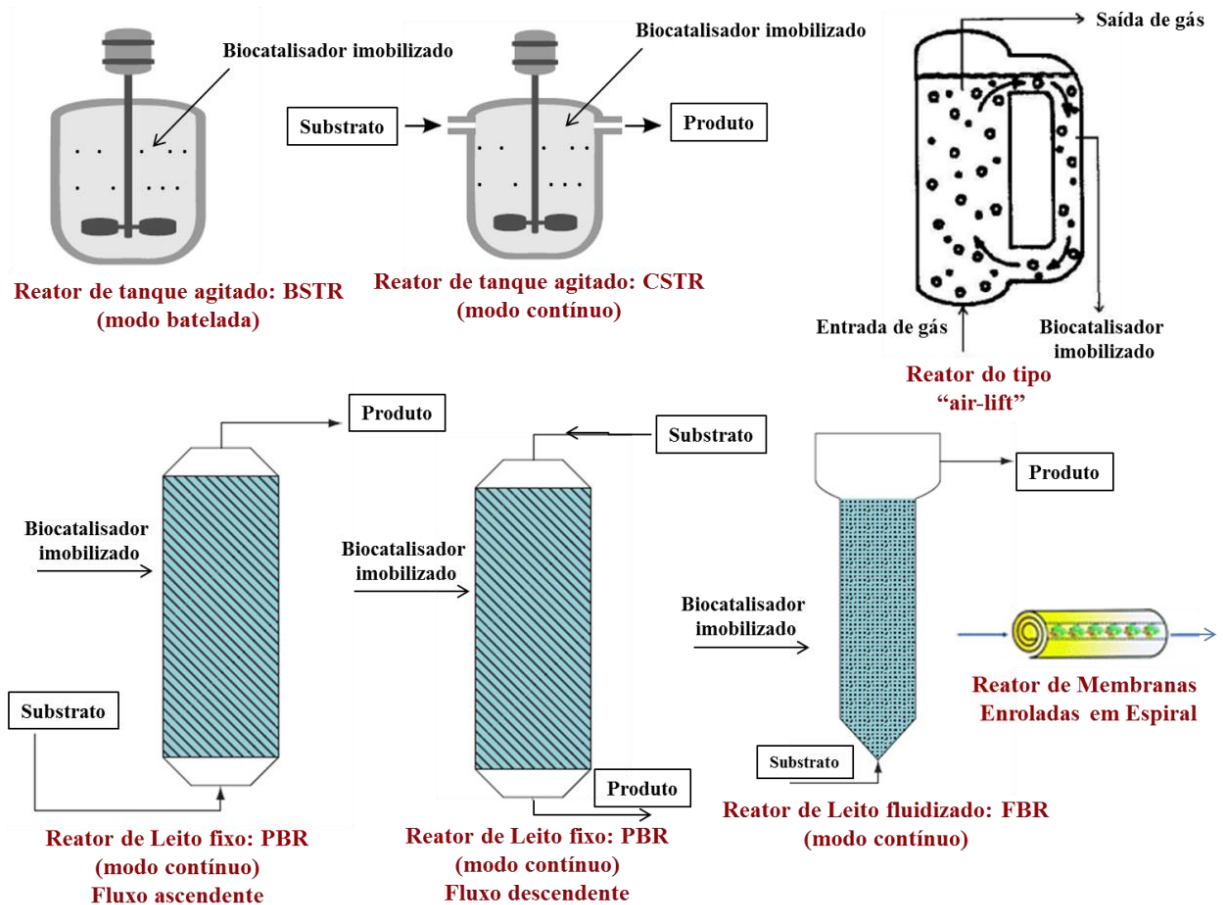 Biocatalisador imobilizado
Reator de tanque agitado: BSTR
(modo batelada)
Biocatalisador imobilizado
Substrato
Produto
Reator de tanque agitado: CSTR
(modo contínuo)
Saída de gás
Entrada de gás
Biocatalisador
imobilizado
Reator do tipo
“air-lift”
Produto
Biocatalisador
imobilizado
Substrato
Reator de Leito fixo: PBR
(modo contínuo)
Fluxo ascendente
Substrato
Biocatalisador
imobilizado
Produto
Reator de Leito fixo: PBR
(modo contínuo)
Fluxo descendente
Produto
Biocatalisador
imobilizado
Substrato
Reator de Leito fluidizado: FBR
(modo contínuo)
Reator de Membranas
Enroladas em Espiral